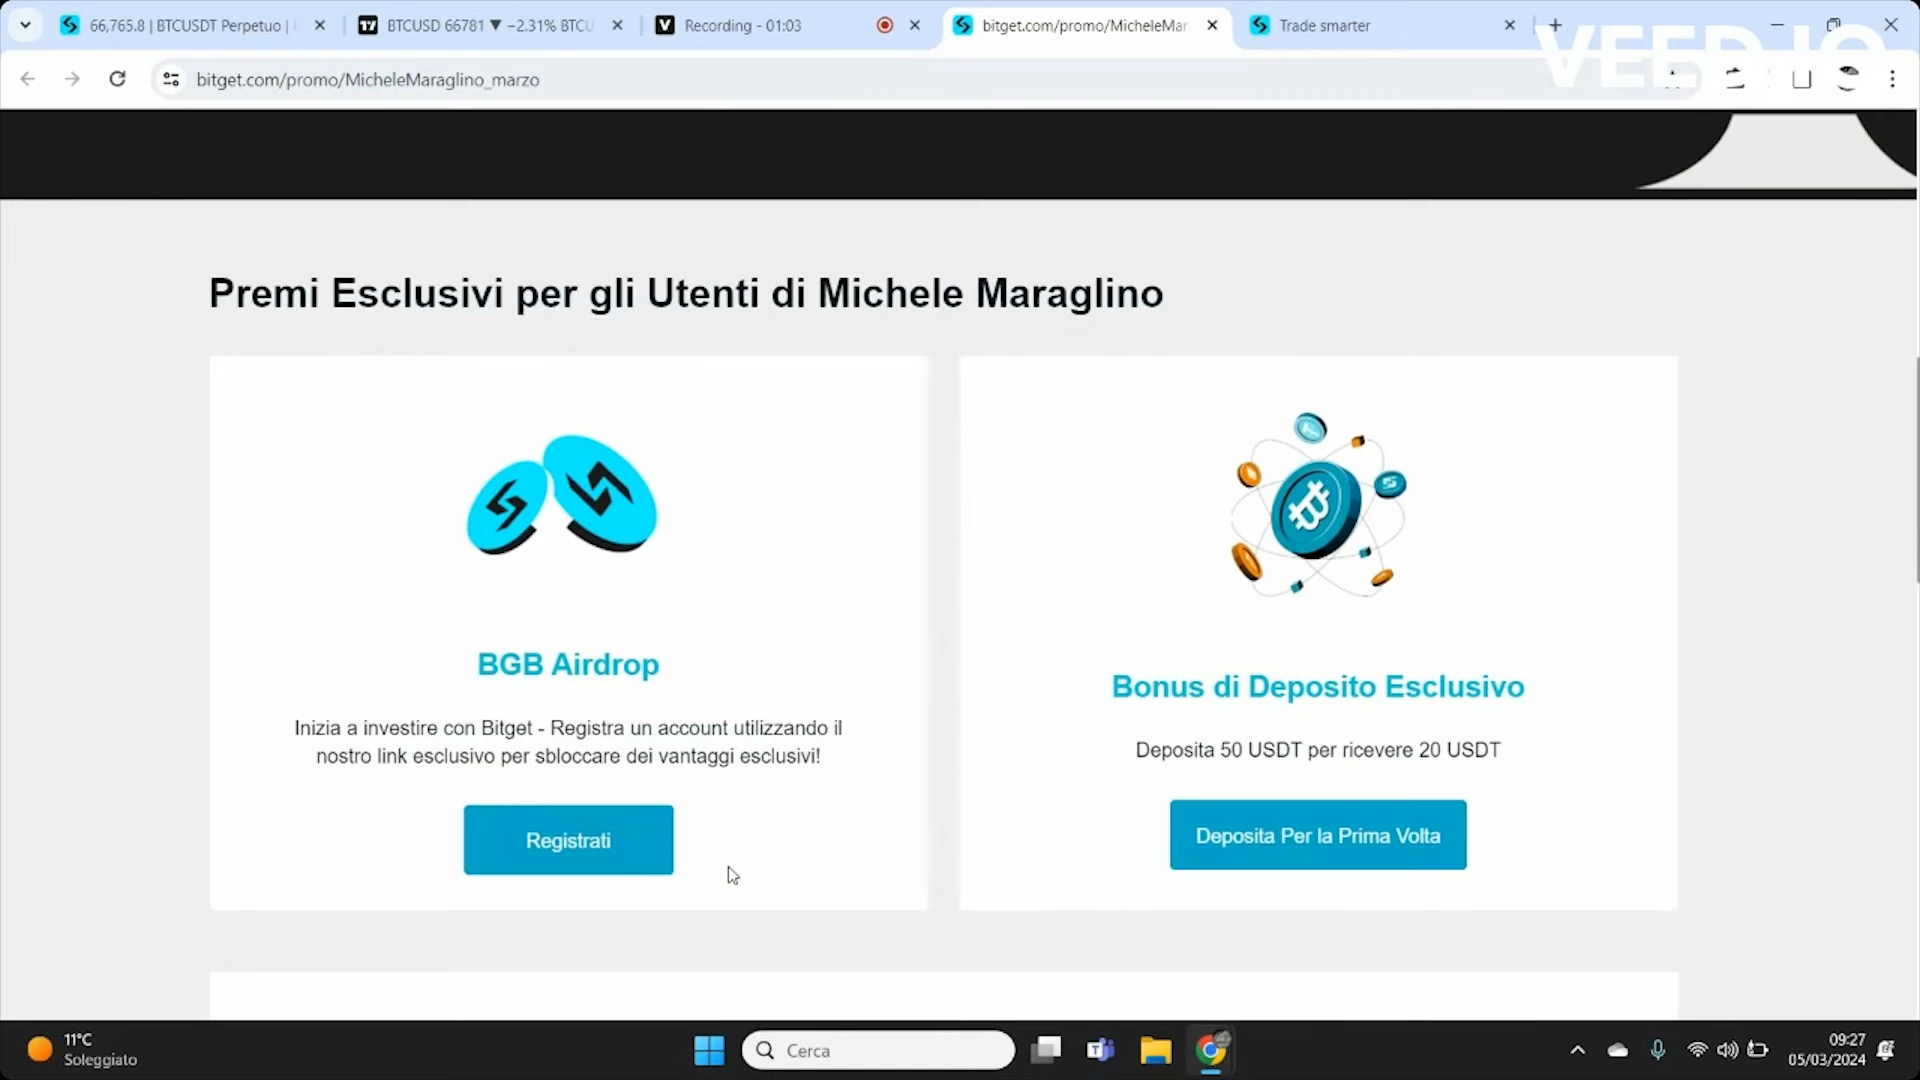 66,765.8 | BTCUSDT Perpetuo |
BTCUSD 66781 ▼ −2.31% BTCU
Recording - 01:03
bitget.com/promo/MicheleMar
Trade smarter
VEED.IO
bitget.com/promo/MicheleMaraglino_marzo
Premi Esclusivi per gli Utenti di Michele Maraglino
BGB Airdrop
Inizia a investire con Bitget - Registra un account utilizzando il
nostro link esclusivo per sbloccare dei vantaggi esclusivi!
Registrati
Bonus di Deposito Esclusivo
Deposita 50 USDT per ricevere 20 USDT
Deposita Per la Prima Volta
11°C
Soleggiato
Cerca
09:27
05/03/2024